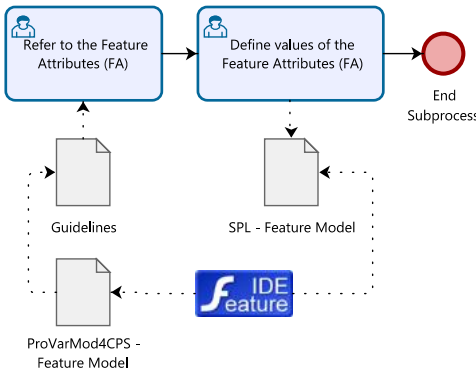 Refer to the Feature
Attributes (FA)
Define values of the
Feature Attributes (FA)
End
Subprocess
Guidelines
SPL - Feature Model
IDE
Feature
ProVarMod4CPS -
Feature Model